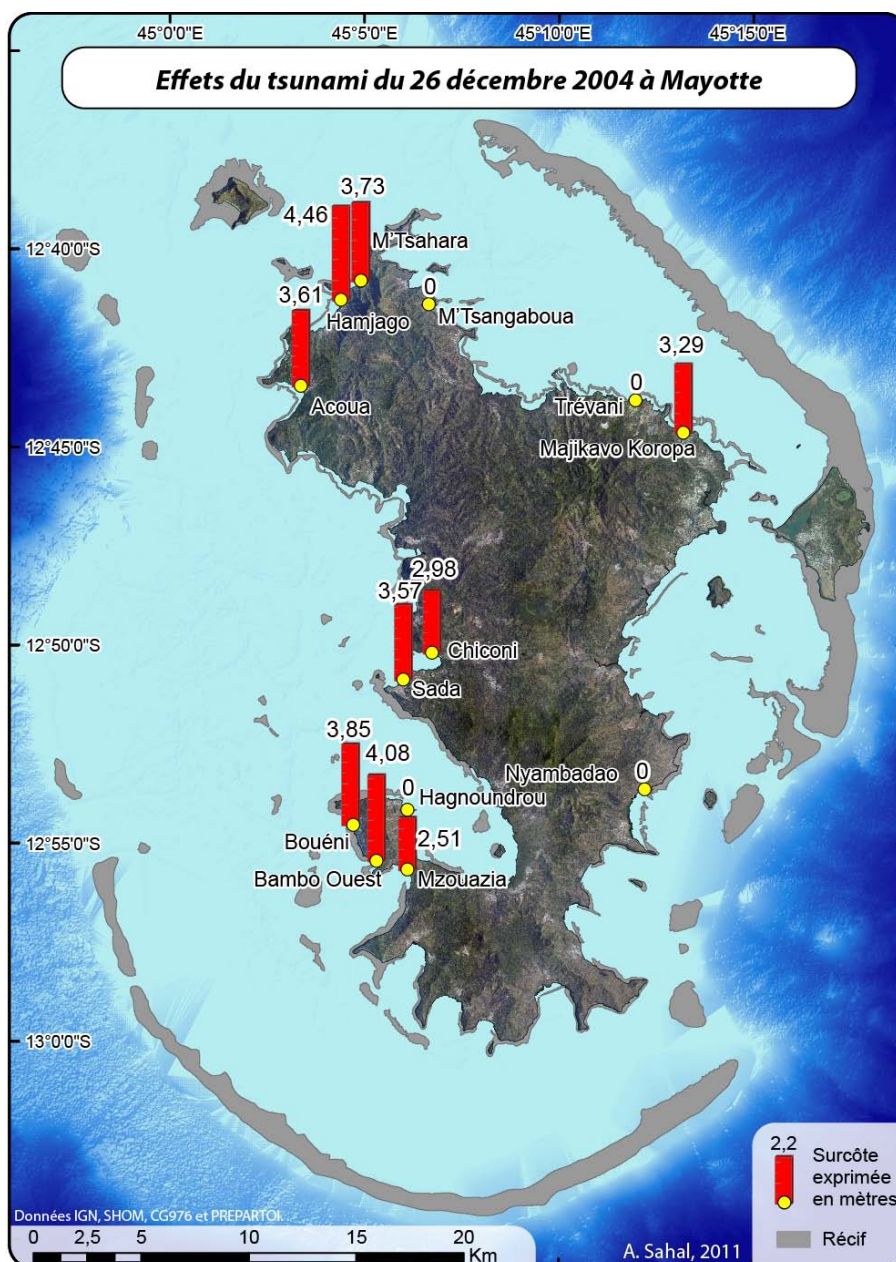 45°0'0"E 45°5'0"E 45°10'0"E 45°15'0"E
Effets du tsunami du 26 décembre 2004 à Mayotte
3,73
4,46
M'Tsahara
12°40'0"S
0
3,61
Hamjago
M'Tsangaboua
3,29
0
Acoua
Trévani
12°45'0"S
Majikavo Koropa
2,98
3,57
12°50'0"S
Chiconi
Sada
3,85
4,08
Nyambadao
0
0
Hagnoundrou
Bouéni
2,51
12°55'0"S
Bambo Ouest
Mzouazia
13°0'0"S
2,2
Surcôte
exprimée
en mètres
Récif
Données IGN, SHOM, CG976 et PREPARTOI.
0 2,5 5 10 15 20
Km
A. Sahal, 2011